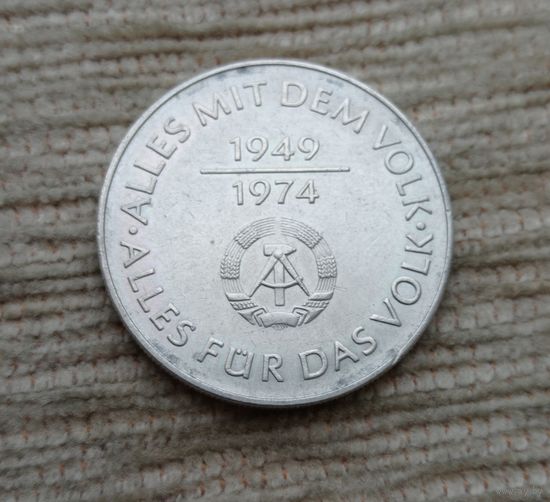 · ALLES MIT DEM VOLK ·
1949
1974
ALLES FÜR DAS VOLK